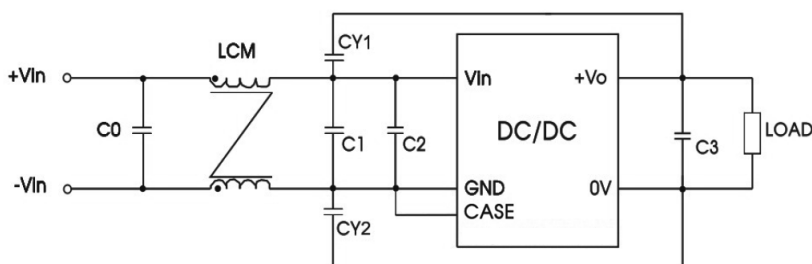 LCM
CY1
+VIn
VIn
+Vo
C0
C1
C2
DC/DC
C3
LOAD
-VIn
GND
0V
CASE
CY2